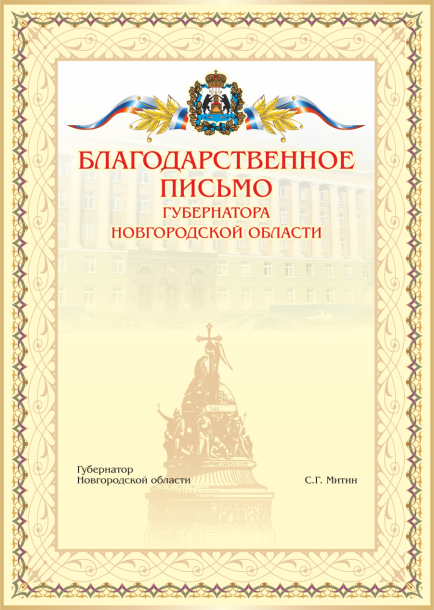 БЛАГОДАРСТВЕННОЕ
ПИСЬМО
ГУБЕРНАТОРА
НОВГОРОДСКОЙ ОБЛАСТИ
Губернатор
Новгородской области
С.Г. Митин